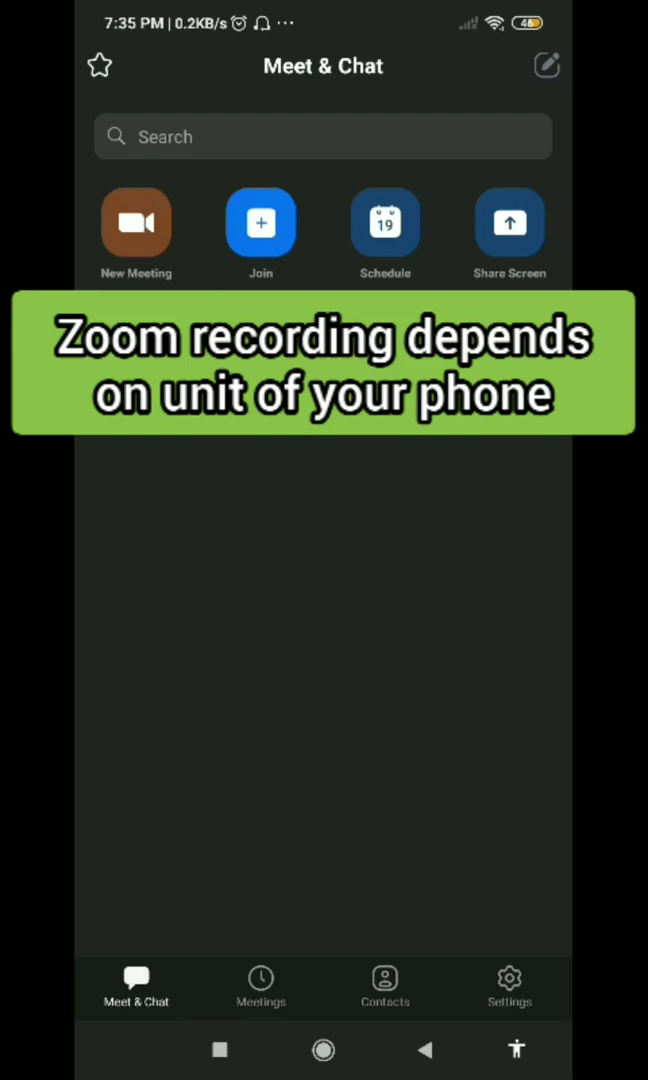 7:35 PM | 0.2KB/s ...
46
Meet & Chat
Search
19
New Meeting
Join
Schedule
Share Screen
Zoom recording depends
on unit of your phone
Meet & Chat
Meetings
Contacts
Settings